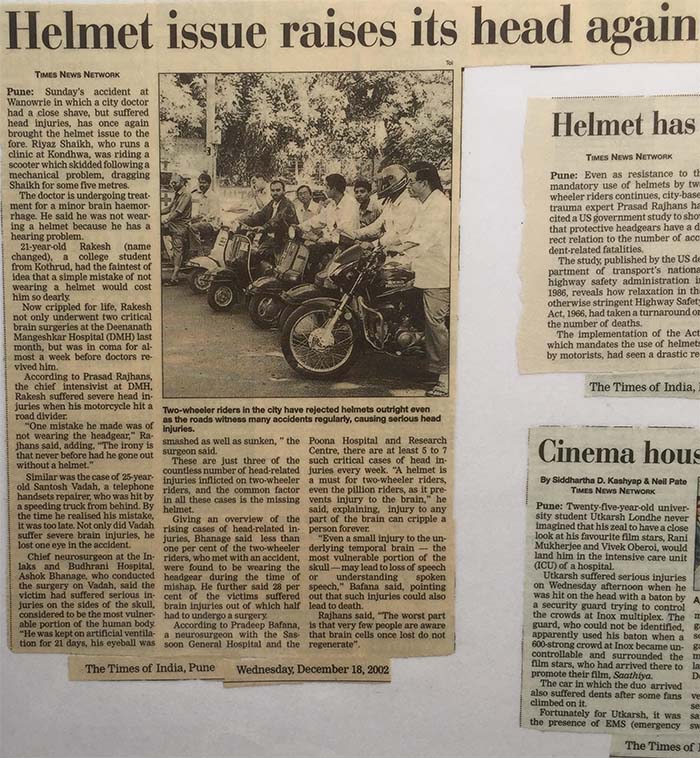 Helmet issue raises its head again
TIMES NEWS NETWORK
Pune: Sunday's accident at
Wanowrie in which a city doctor
had a close shave, but suffered
head injuries, has once again
brought the helmet issue to the
fore. Riyaz Shaikh, who runs a
clinic at Kondhwa, was riding a
scooter which skidded following a
mechanical problem, dragging
Shaikh for some five metres.
The doctor is undergoing treat-
ment for a minor brain haemor-
rhage. He said he was not wear-
ing a helmet because he has a
hearing problem.
21-year-old Rakesh (name
changed), a college student
from Kothrud, had the faintest of
idea that a simple mistake of not
wearing a helmet would cost
him so dearly.
Now crippled for life, Rakesh
not only underwent two critical
brain surgeries at the Deenanath
Mangeshkar Hospital (DMH) last
month, but was in coma for al-
most a week before doctors re-
vived him.
According to Prasad Rajhans,
the chief intensivist at DMH,
Rakesh suffered severe head in-
juries when his motorcycle hit a
road divider.
"One mistake he made was of
not wearing the headgear," Ra-
jhans said, adding, "The irony is
that never before had he gone out
without a helmet."
Similar was the case of 25-year-
old Santosh Vadah, a telephone
handsets repairer, who was hit by
a speeding truck from behind. By
the time he realised his mistake,
it was too late. Not only did Vadah
suffer severe brain injuries, he
lost one eye in the accident.
Chief neurosurgeon at the In-
laks and Budhrani Hospital,
Ashok Bhanage, who conducted
the surgery on Vadah, said the
victim had suffered serious in-
juries on the sides of the skull,
considered to be the most vulner-
able portion of the human body.
"He was kept on artificial ventila-
tion for 21 days, his eyeball was
ToI
Two-wheeler riders in the city have rejected helmets outright even
as the roads witness many accidents regularly, causing serious head
injuries.
smashed as well as sunken, " the
surgeon said.
These are just three of the
countless number of head-related
injuries inflicted on two-wheeler
riders, and the common factor
in all these cases is the missing
helmet.
Giving an overview of the
rising cases of head-related in-
juries, Bhanage said less than
one per cent of the two-wheeler
riders, who met with an accident,
were found to be wearing the
headgear during the time of
mishap. He further said 28 per
cent of the victims suffered
brain injuries out of which half
had to undergo a surgery.
According to Pradeep Bafana,
a neurosurgeon with the Sas-
soon General Hospital and the
Poona Hospital and Research
Centre, there are at least 5 to 7
such critical cases of head in-
juries every week. "A helmet is
a must for two-wheeler riders,
even the pillion riders, as it pre-
vents injury to the brain," he
said, explaining, injury to any
part of the brain can cripple a
person forever.
"Even a small injury to the un-
derlying temporal brain — the
most vulnerable portion of the
skull — may lead to loss of speech
or understanding spoken
speech," Bafana said, pointing
out that such injuries could also
lead to death.
Rajhans said, "The worst part
is that very few people are aware
that brain cells once lost do not
regenerate".
The Times of India, Pune
Wednesday, December 18, 2002
Helmet has
TIMES NEWS NETWORK
Pune: Even as resistance to th
mandatory use of helmets by two
wheeler riders continues, city-base
trauma expert Prasad Rajhans ha
cited a US government study to sho
that protective headgears have a d
rect relation to the number of acc
dent-related fatalities.
The study, published by the US de
partment of transport's nationa
highway safety administration i
1986, reveals how relaxation in th
otherwise stringent Highway Safet
Act, 1966, had taken a turnaround on
the number of deaths.
The implementation of the Act
which mandates the use of helmets
by motorists, had seen a drastic re
The Times of India,
Cinema hous
By Siddhartha D. Kashyap & Neil Pate
TIMES NEWS NETWORK
Pune: Twenty-five-year-old univer-
sity student Utkarsh Londhe never
imagined that his zeal to have a close
look at his favourite film stars, Rani
Mukherjee and Vivek Oberoi, would
land him in the intensive care unit
(ICU) of a hospital.
Utkarsh suffered serious injuries
on Wednesday afternoon when he
was hit on the head with a baton by
a security guard trying to control
the crowds at Inox multiplex. The
guard, who could not be identified,
apparently used his baton when a
600-strong crowd at Inox became un-
controllable and surrounded the
film stars, who had arrived there to
promote their film, Saathiya.
The car in which the duo arrived
also suffered dents after some fans
climbed on it.
Fortunately for Utkarsh, it was
the presence of EMS (emergency
The Times of I